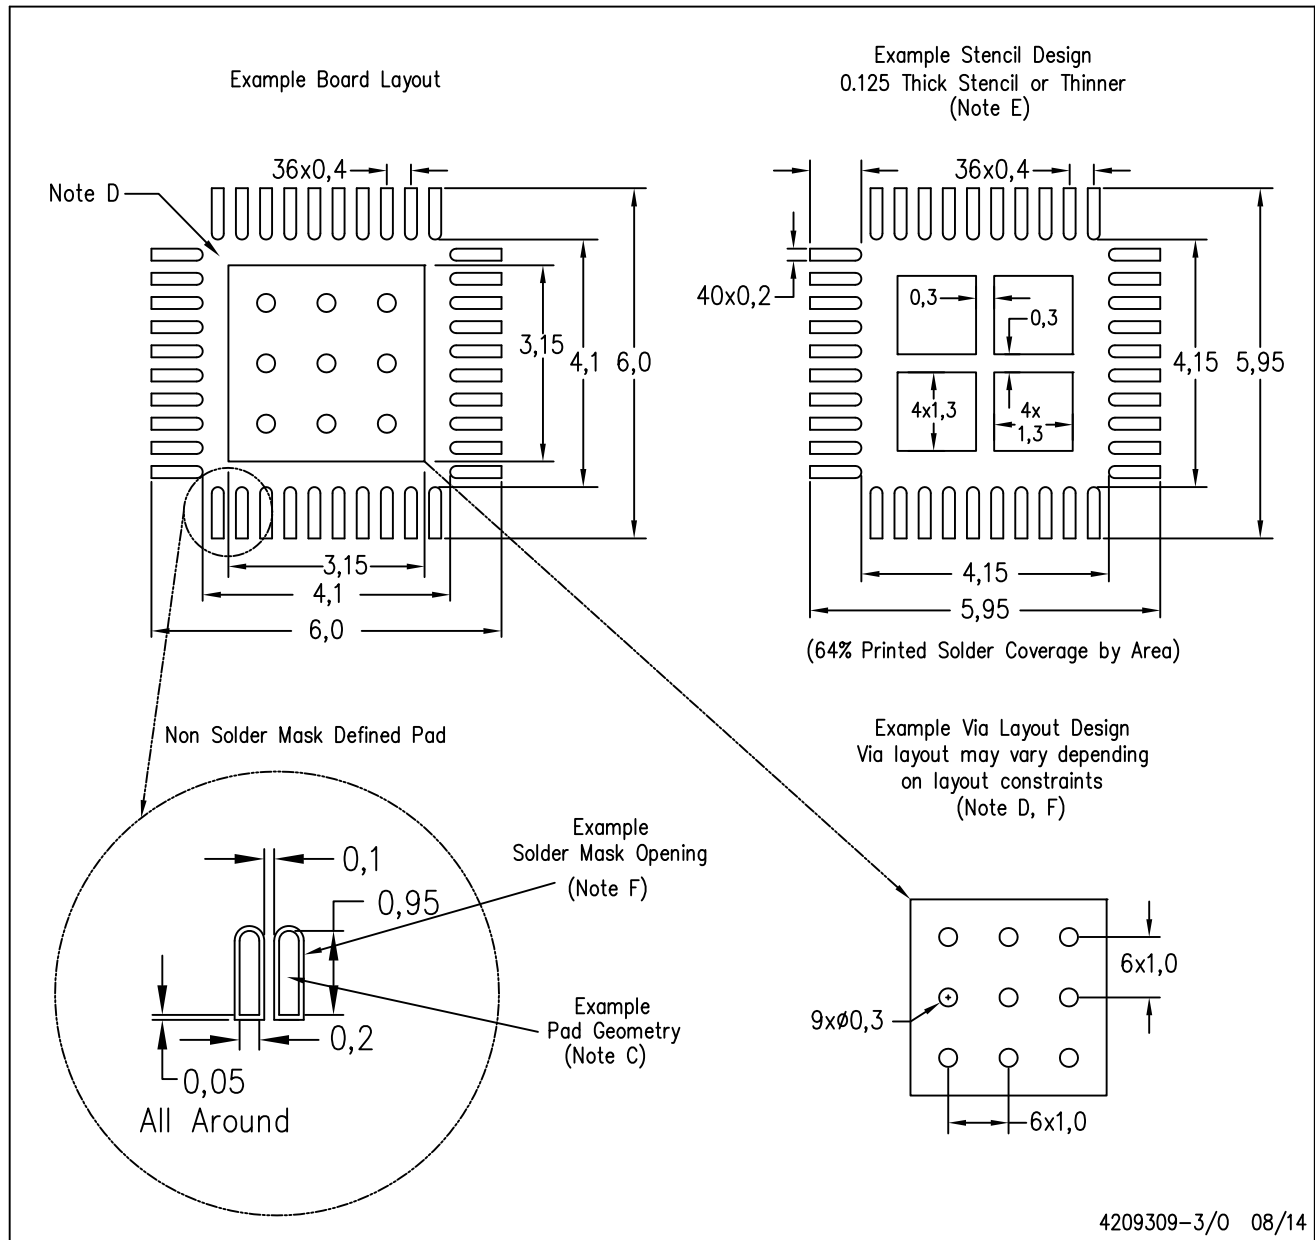 Example Board Layout
36x0,4
Note D
3,15
4,1
6,0
3,15
4,1
6,0
Example Stencil Design
0.125 Thick Stencil or Thinner
(Note E)
36x0,4
40x0,2
0,3
0,3
4x1,3
4x
1,3
4,15
5,95
4,15
5,95
(64% Printed Solder Coverage by Area)
Non Solder Mask Defined Pad
0,1
0,95
0,2
0,05
All Around
Example
Solder Mask Opening
(Note F)
Example
Pad Geometry
(Note C)
Example Via Layout Design
Via layout may vary depending
on layout constraints
(Note D, F)
6x1,0
9xø0,3
6x1,0
4209309-3/O 08/14